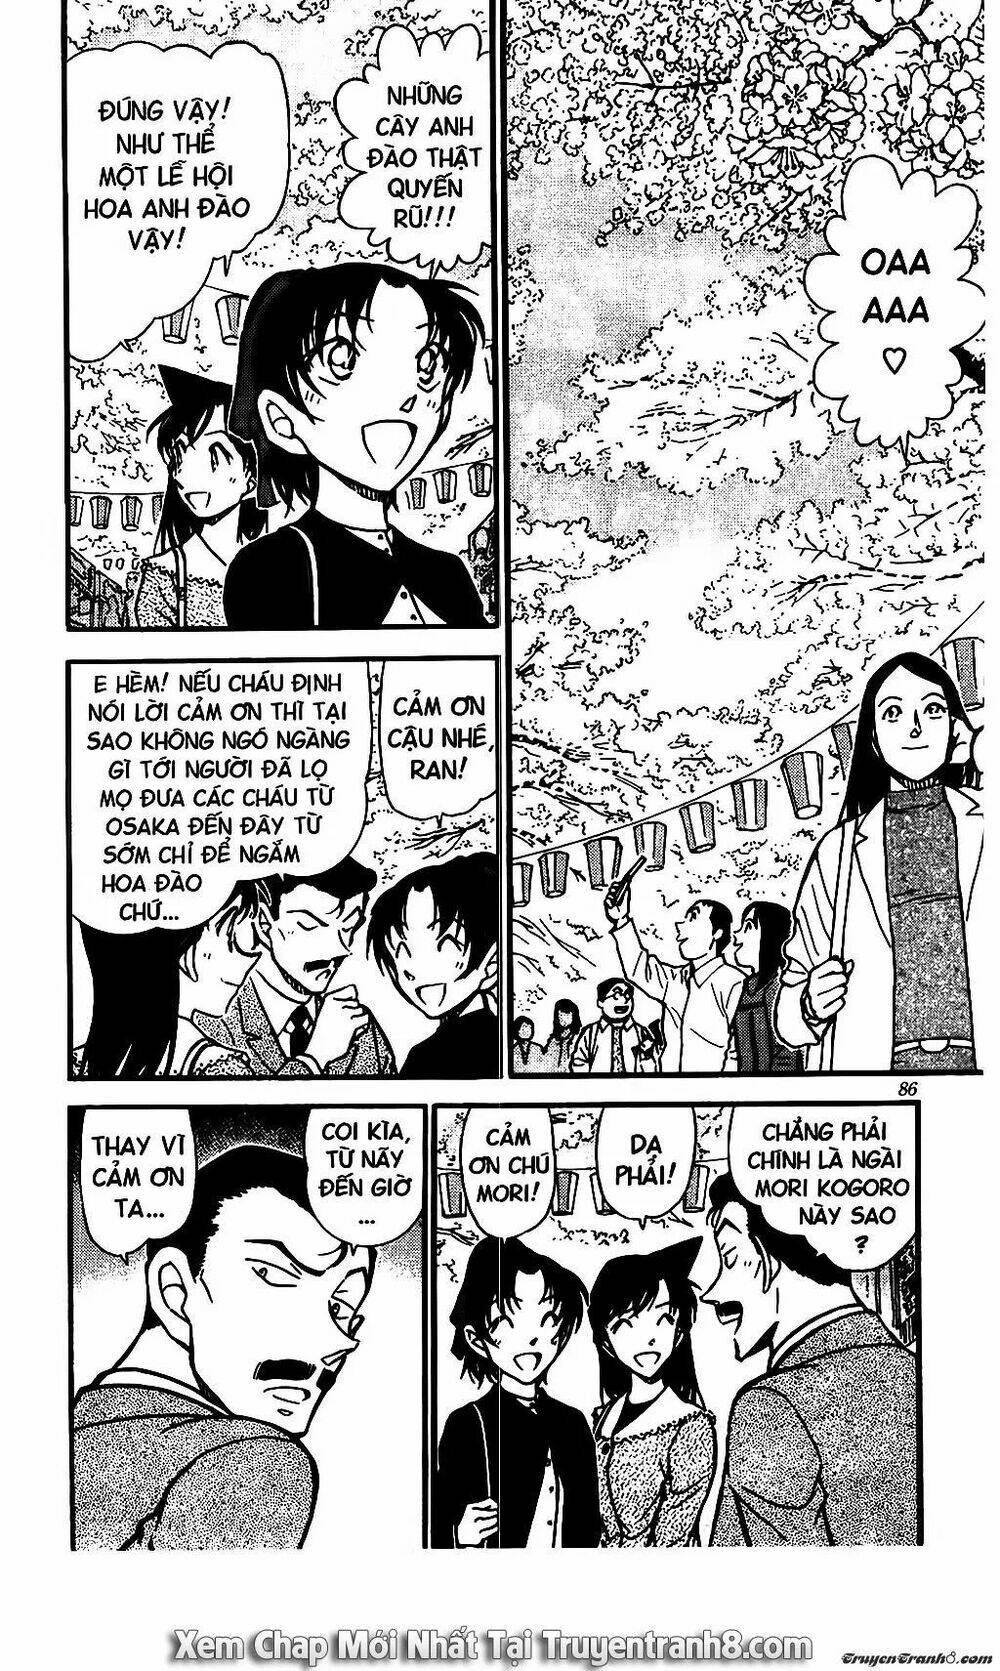 OAA
AAA
♡
NHỮNG
CÂY ANH
ĐÀO THẬT
QUYẾN
RŨ!!!
ĐÚNG VẬY!
NHƯ THỂ
MỘT LỄ HỘI
HOA ANH ĐÀO
VẬY!
CẢM ƠN
CẬU NHÉ,
RAN!
E HÈM! NẾU CHÁU ĐỊNH
NÓI LỜI CẢM ƠN THÌ TẠI
SAO KHÔNG NGÓ NGÀNG
GÌ TỚI NGƯỜI ĐÃ LỌ
MỌ ĐƯA CÁC CHÁU TỪ
OSAKA ĐẾN ĐÂY TỪ
SỚM CHỈ ĐỂ NGẮM
HOA ĐÀO
CHỨ...
86
CHẲNG PHẢI
CHÍNH LÀ NGÀI
MORI KOGORO
NÀY SAO
?
DẠ
PHẢI!
CẢM
ƠN CHÚ
MORI!
COI KÌA,
TỪ NÃY
ĐẾN GIỜ
...
THAY VÌ
CẢM ƠN
TA...
Xem Chap Mới Nhất Tại Truyentranh8.com
TruyenTranh8.com